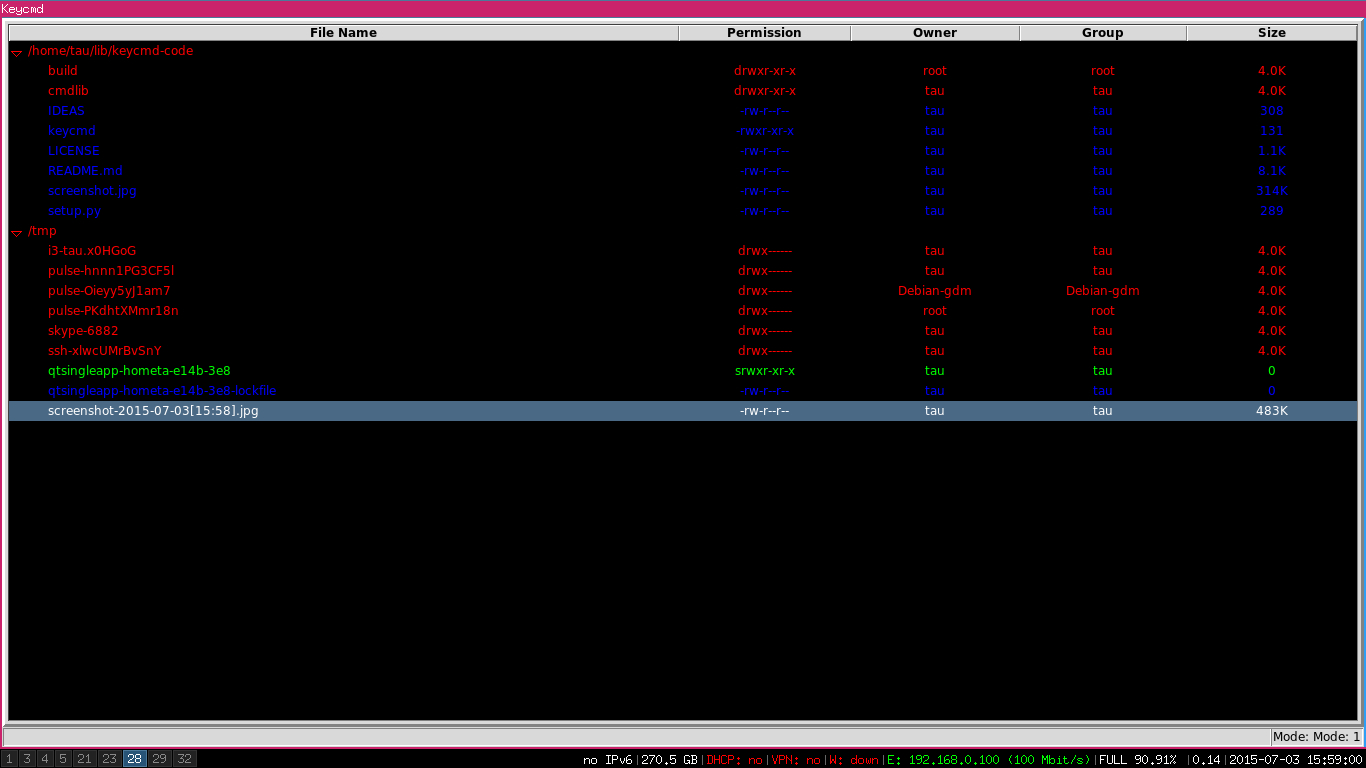 Keycmd
File Name Permission Owner Group Size
/home/tau/lib/keycmd-code
build drwxr-xr-x root root 4.0K
cmdlib drwxr-xr-x tau tau 4.0K
IDEAS -rw-r--r-- tau tau 308
keycmd -rwxr-xr-x tau tau 131
LICENSE -rw-r--r-- tau tau 1.1K
README.md -rw-r--r-- tau tau 8.1K
screenshot.jpg -rw-r--r-- tau tau 314K
setup.py -rw-r--r-- tau tau 289
/tmp
i3-tau.x0HGoG drwx------ tau tau 4.0K
pulse-hnnn1PG3CF5l drwx------ tau tau 4.0K
pulse-Oieyy5yJ1am7 drwx------ Debian-gdm Debian-gdm 4.0K
pulse-PKdhtXMmr18n drwx------ root root 4.0K
skype-6882 drwx------ tau tau 4.0K
ssh-xlwcUMrBvSnY drwx------ tau tau 4.0K
qtsingleapp-hometa-e14b-3e8 srwxr-xr-x tau tau 0
qtsingleapp-hometa-e14b-3e8-lockfile -rw-r--r-- tau tau 0
screenshot-2015-07-03[15:58].jpg -rw-r--r-- tau tau 483K
Mode: Mode: 1
1 3 4 5 21 23 28 29 32 no IPv6|270.5 GB|DHCP: no|VPN: no|W: down|E: 192.168.0.100 (100 Mbit/s)|FULL 90.91% |0.14|2015-07-03 15:59:00